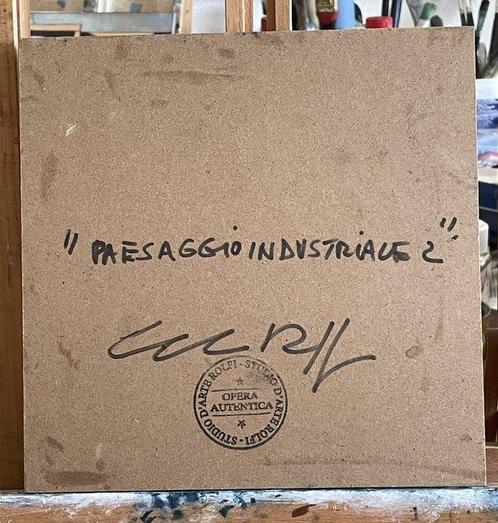 "PAESAGGIO INDUSTRIALE 2"
STUDIO D'ARTE ROLFI - STUDIO D'ARTE ROLFI -
OPERA
AUTENTICA